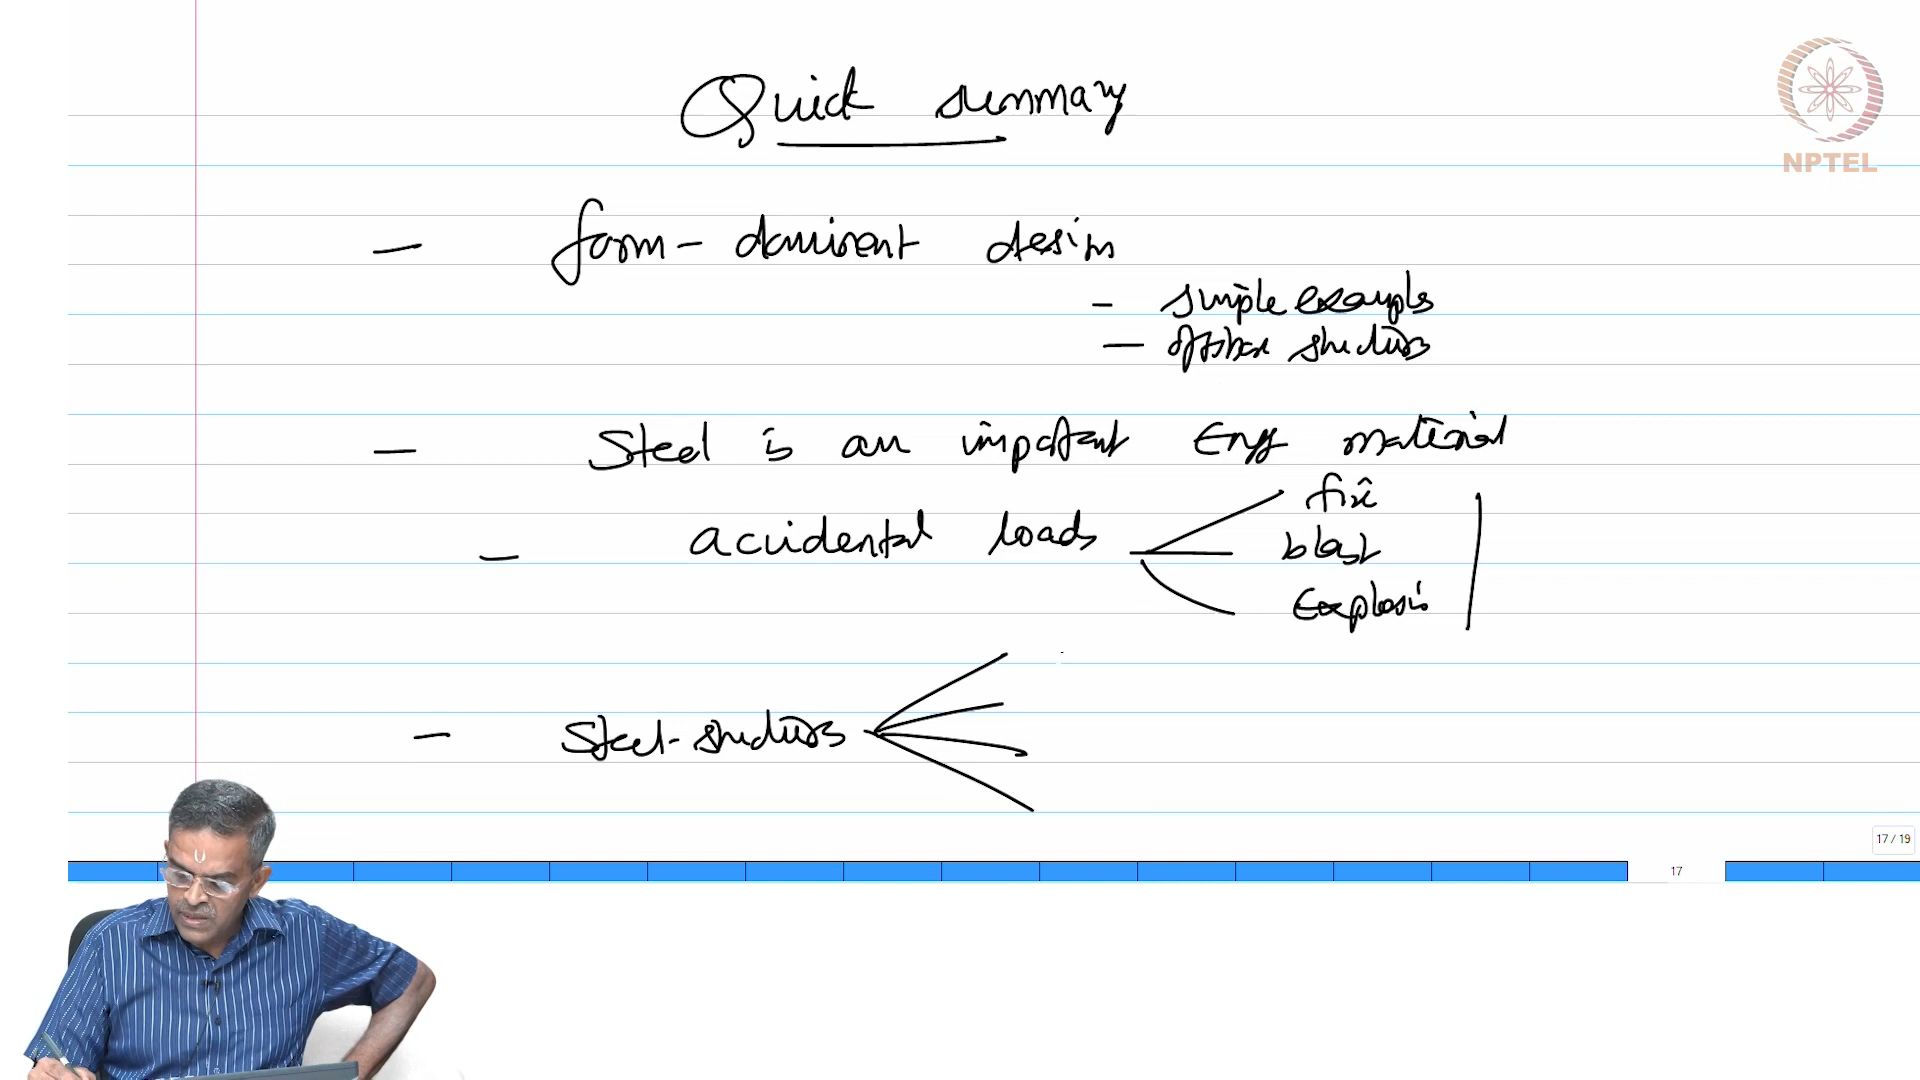 Quick summary
NPTEL
- form-dominant design
- simple examples
- offshore structures
- Steel is an important Engg material
- accidental loads
fire
blast
Explosion
- Steel-structures
17 / 19
17